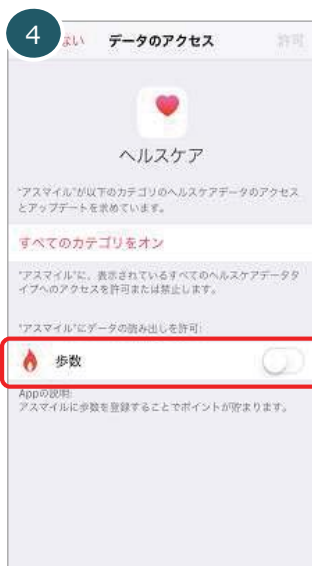 4
ない
データのアクセス
許可
ヘルスケア
"アスマイル"が以下のカテゴリのヘルスケアデータのアクセス
とアップデートを求めています。
すべてのカテゴリをオン
"アスマイル"に、表示されているすべてのヘルスケアデータタ
イプへのアクセスを許可または禁止します。
"アスマイル"にデータの読み出しを許可:
歩数
Appの説明:
アスマイルに歩数を登録することでポイントが貯まります。